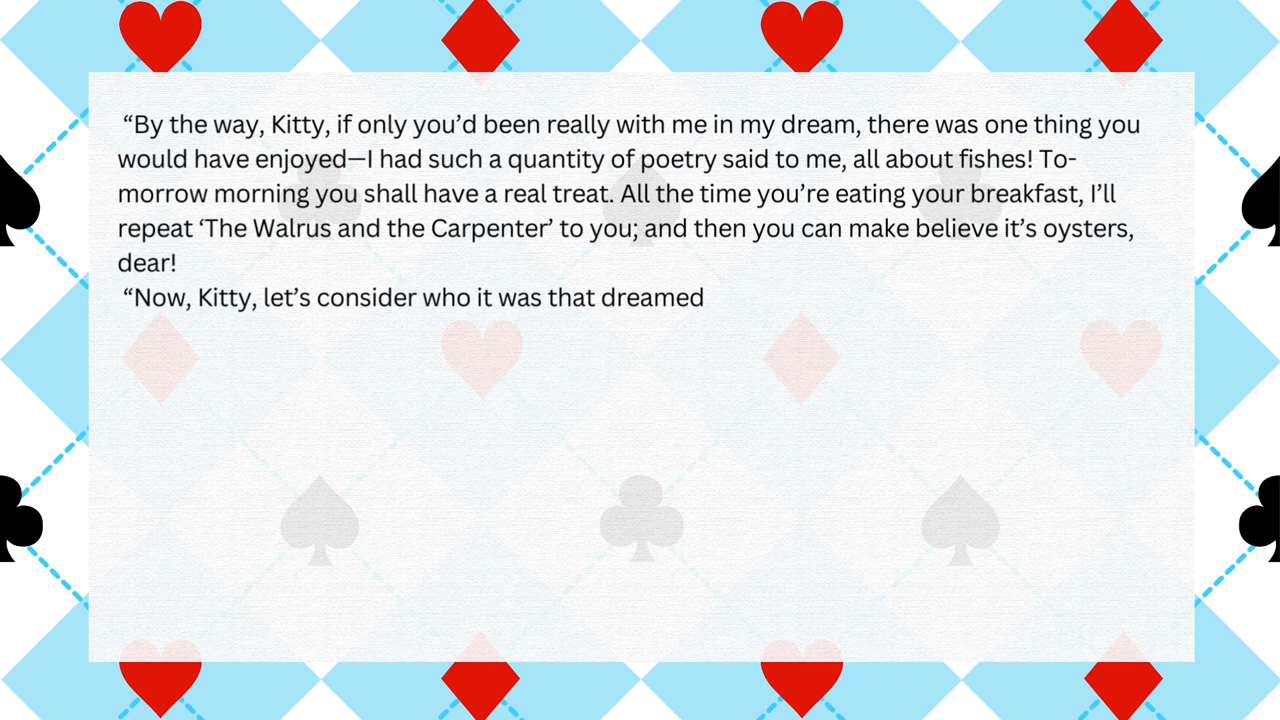 “By the way, Kitty, if only you’d been really with me in my dream, there was one thing you
would have enjoyed—I had such a quantity of poetry said to me, all about fishes! To-
morrow morning you shall have a real treat. All the time you’re eating your breakfast, I’ll
repeat ‘The Walrus and the Carpenter’ to you; and then you can make believe it’s oysters,
dear!
“Now, Kitty, let’s consider who it was that dreamed